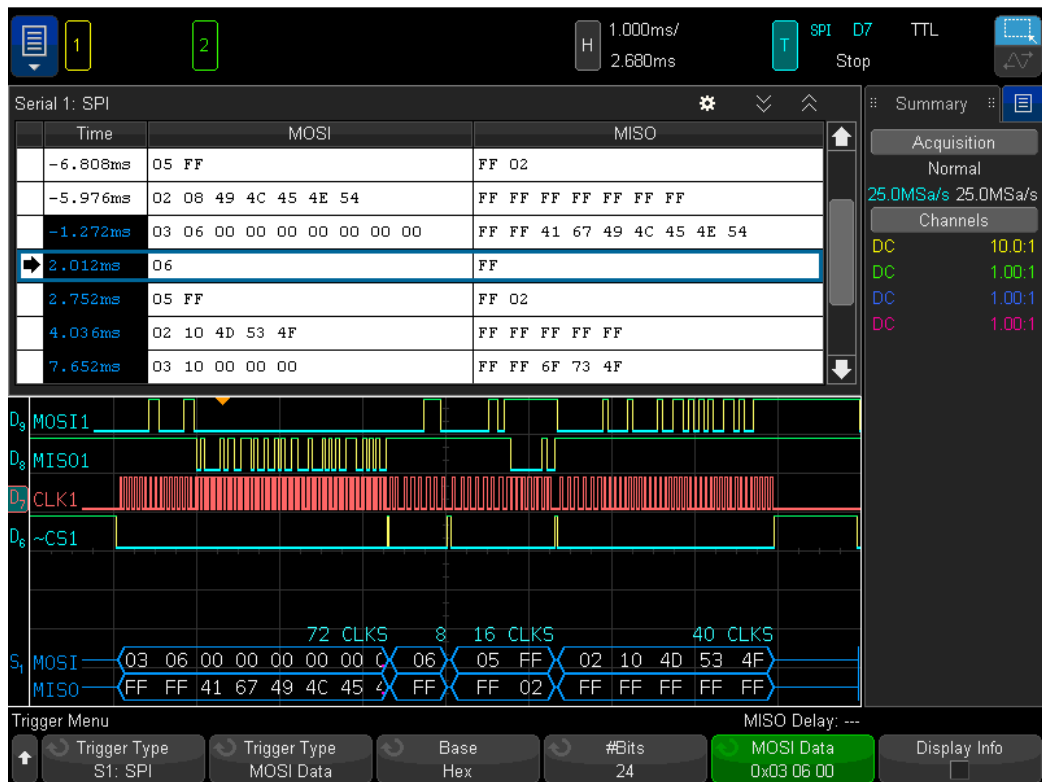 1 2 H 1.000ms/ T SPI D7 TTL
2.680ms Stop
Serial 1: SPI
Summary
Time MOSI MISO
Acquisition
Normal
-6.808ms 05 FF FF 02
-5.976ms 02 08 49 4C 45 4E 54 FF FF FF FF FF FF FF
25.0MSa/s 25.0MSa/s
Channels
-1.272ms 03 06 00 00 00 00 00 00 00 FF FF 41 67 49 4C 45 4E 54
DC 10.0:1
2.012ms 06 FF
DC 1.00:1
2.752ms 05 FF FF 02
DC 1.00:1
4.036ms 02 10 4D 53 4F FF FF FF FF FF
DC 1.00:1
7.652ms 03 10 00 00 00 FF FF 6F 73 4F
D9 MOSI1
D8 MISO1
D7 CLK1
D6 ~CS1
72 CLKS 8 16 CLKS 40 CLKS
S1 MOSI 03 06 00 00 00 00 00 06 05 FF 02 10 4D 53 4F
MISO FF FF 41 67 49 4C 45 FF FF 02 FF FF FF FF FF
Trigger Menu MISO Delay: ---
Trigger Type Trigger Type Base #Bits MOSI Data Display Info
S1: SPI MOSI Data Hex 24 0x03 06 00